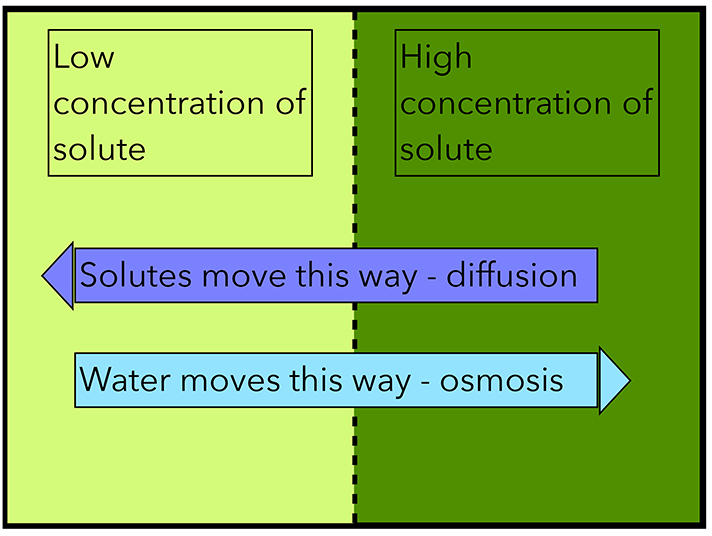 Low
concentration of
solute
High
concentration of
solute
Solutes move this way - diffusion
Water moves this way - osmosis